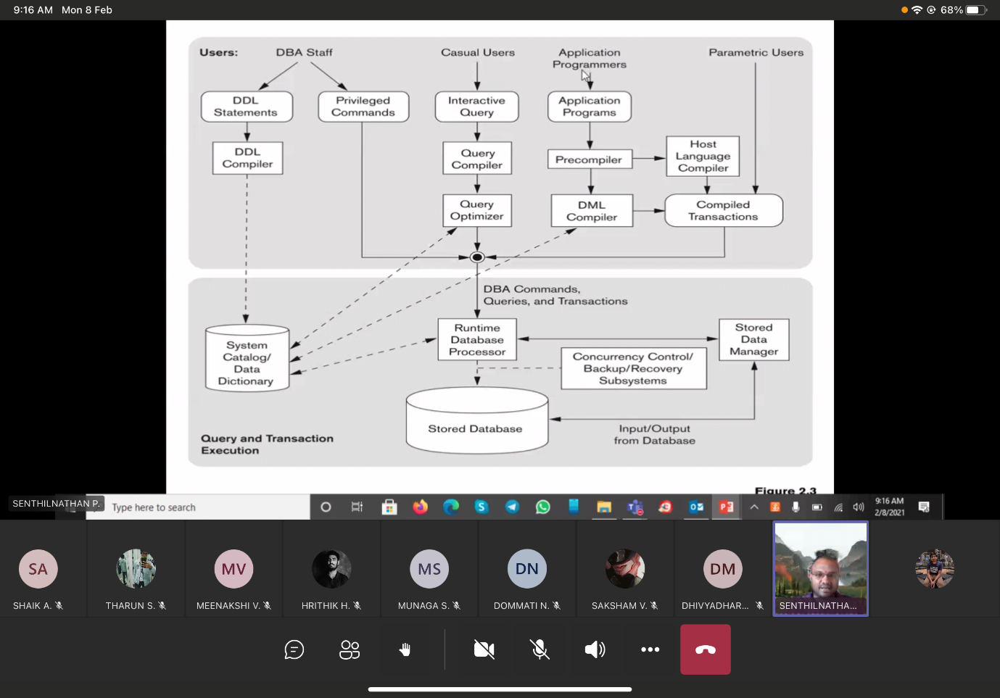 9:16 AM Mon 8 Feb
68%
Users:
DBA Staff
Casual Users
Application
Programmers
Parametric Users
DDL
Statements
Privileged
Commands
Interactive
Query
Application
Programs
DDL
Compiler
Query
Compiler
Precompiler
Host
Language
Compiler
Query
Optimizer
DML
Compiler
Compiled
Transactions
DBA Commands,
Queries, and Transactions
System
Catalog/
Data
Dictionary
Runtime
Database
Processor
Stored
Data
Manager
Concurrency Control/
Backup/Recovery
Subsystems
Stored Database
Input/Output
from Database
Query and Transaction
Execution
Figure 2.3
SENTHILNATHAN P.
Type here to search
9:16 AM
2/8/2021
SA
MV
MS
DN
DM
SHAIK A.
THARUN S.
MEENAKSHI V.
HRITHIK H.
MUNAGA S.
DOMMATI N.
SAKSHAM V.
DHIVYADHAR...
SENTHILNATHA...